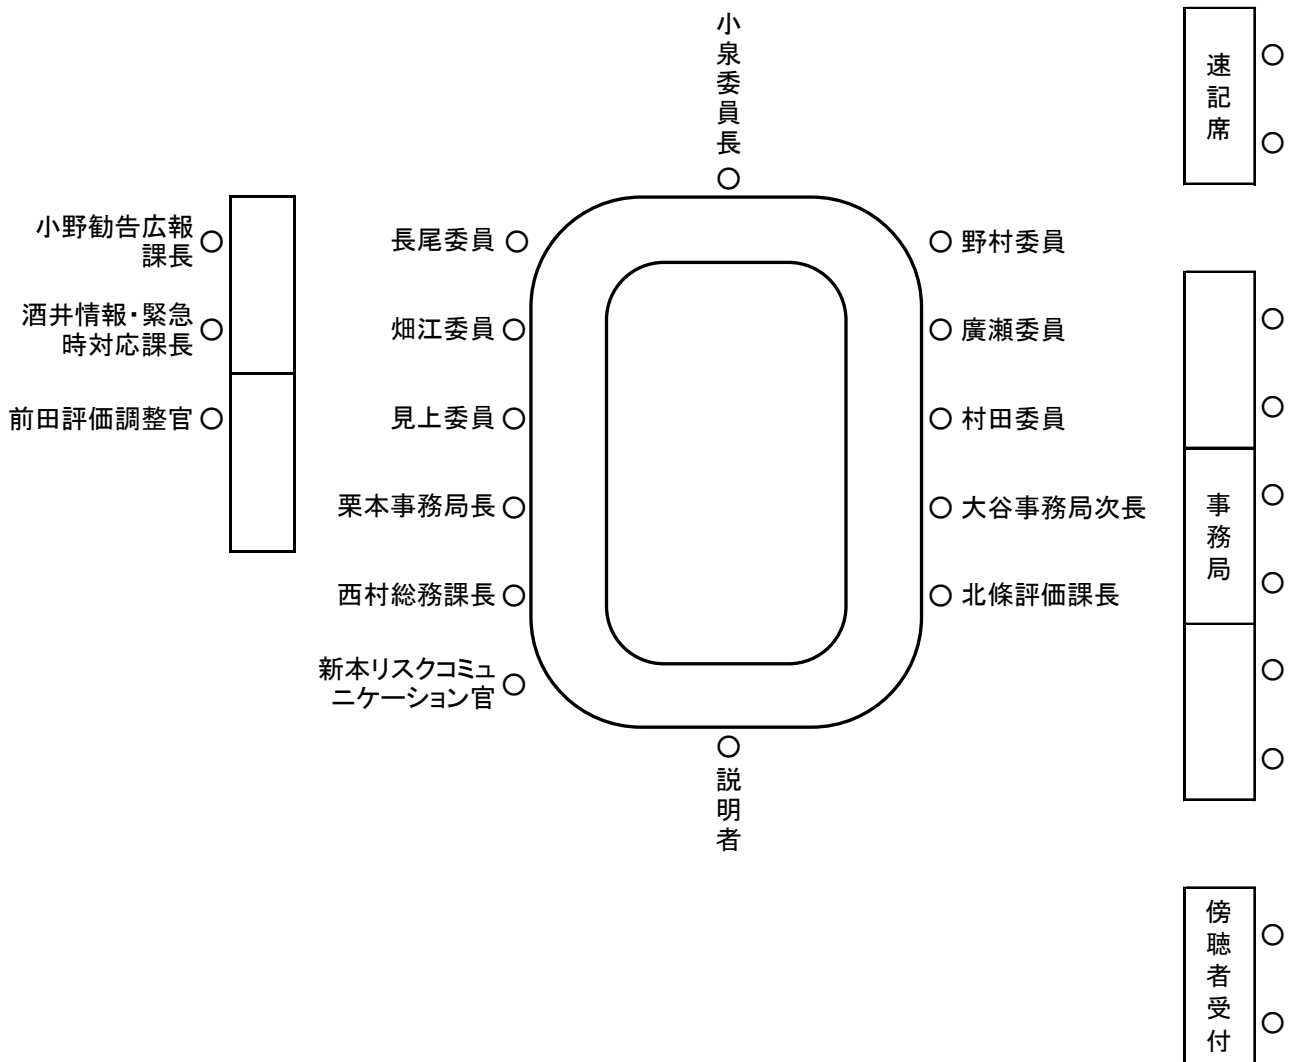 小泉委員長
速記席
小野勧告広報
課長
酒井情報・緊急
時対応課長
前田評価調整官
長尾委員
畑江委員
見上委員
栗本事務局長
西村総務課長
新本リスクコミュ
ニケーション官
野村委員
廣瀬委員
村田委員
大谷事務局次長
北條評価課長
説明者
事務局
傍聴者受付